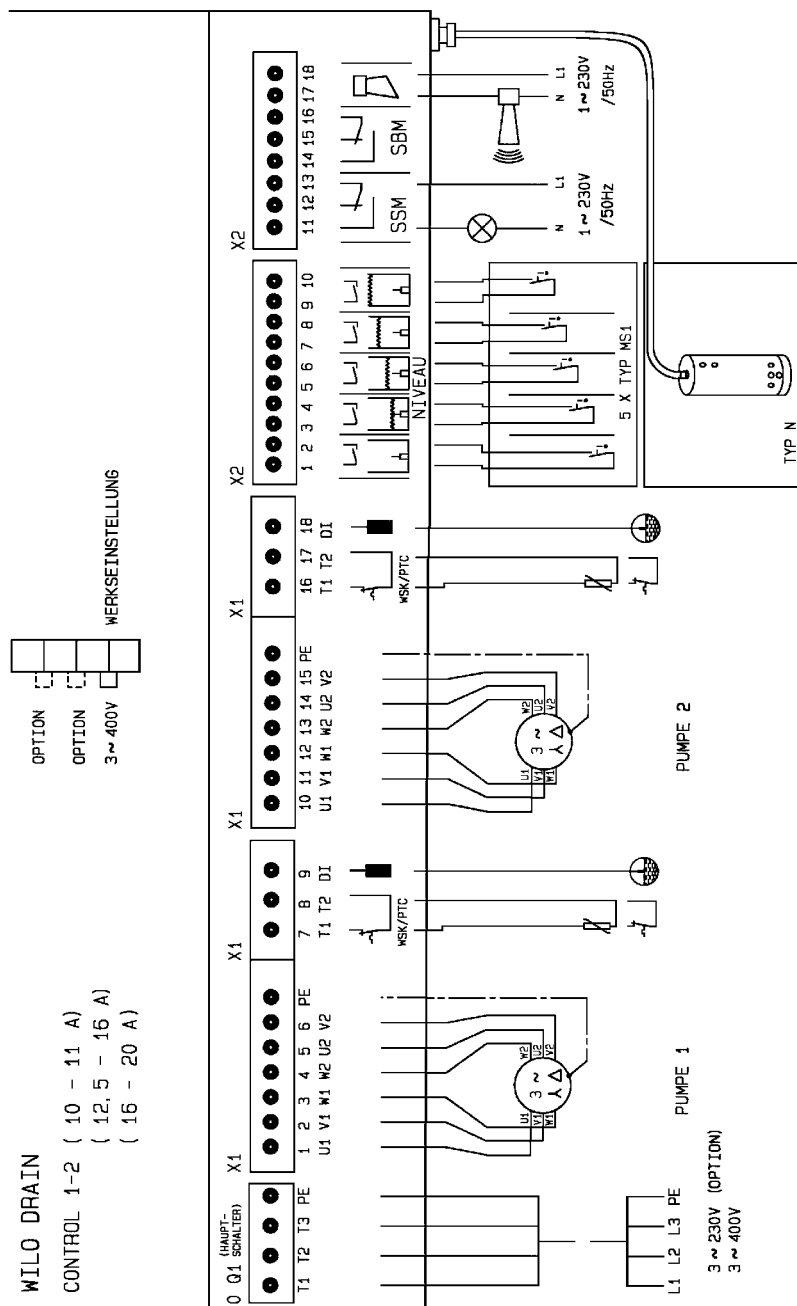 WILO DRAIN
CONTROL 1-2 ( 10 - 11 A)
( 12,5 - 16 A)
( 16 - 20 A)
OPTION
OPTION
3 ~ 400V
WERKSEINSTELLUNG
0 Q1 (HAUPT-
SCHALTER)
T1 T2 T3 PE
X1
1 2 3 4 5 6 PE
U1 V1 W1 W2 U2 V2
X1
7 8 9
T1 T2 DI
WSK/PTC
X1
10 11 12 13 14 15 PE
U1 V1 W1 W2 U2 V2
X1
16 17 18
T1 T2 DI
WSK/PTC
X2
1 2 3 4 5 6 7 8 9 10
NIVEAU
X2
11 12 13 14 15 16 17 18
SSM
SBM
L1 L2 L3 PE
3 ~ 230V (OPTION)
3 ~ 400V
U1
V1
W1
W2
U2
V2
3 ~
PUMPE 1
U1
V1
W1
W2
U2
V2
3 ~
PUMPE 2
5 X TYP MS1
TYP N
N L1
1 ~ 230V
/50Hz
N L1
1 ~ 230V
/50Hz